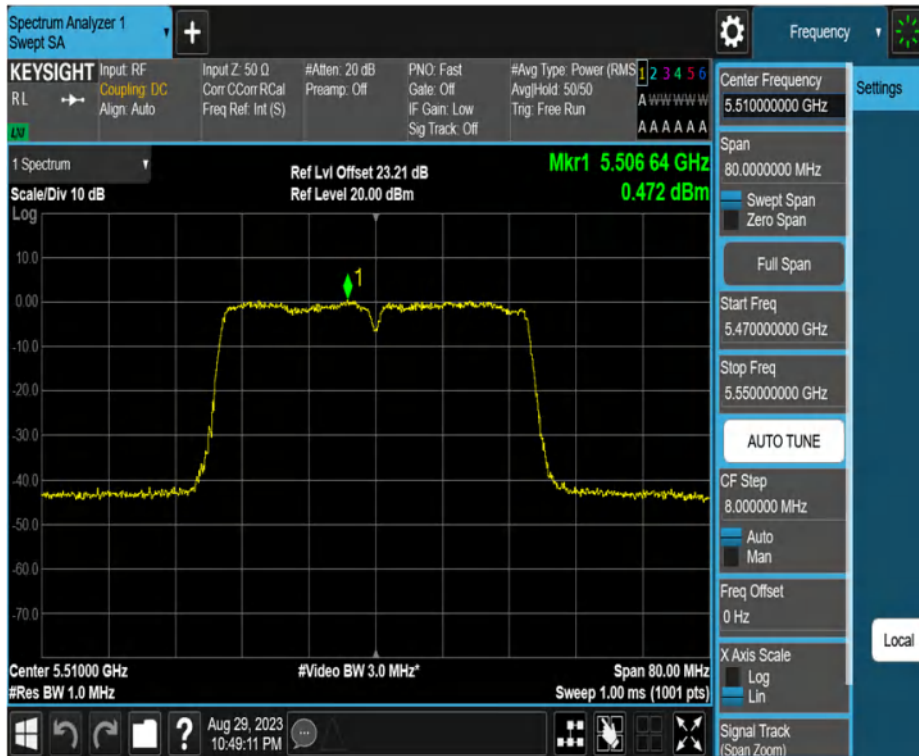 Spectrum Analyzer 1
Swept SA
+
Frequency
KEYSIGHT
RL
LXI
Input: RF
Coupling: DC
Align: Auto
Input Z: 50 Ω
Corr CCorr RCal
Freq Ref: Int (S)
#Atten: 20 dB
Preamp: Off
PNO: Fast
Gate: Off
IF Gain: Low
Sig Track: Off
#Avg Type: Power (RMS
Avg|Hold: 50/50
Trig: Free Run
1 2 3 4 5 6
A W W W W W
A A A A A A
1 Spectrum
Scale/Div 10 dB
Log
Ref Lvl Offset 23.21 dB
Ref Level 20.00 dBm
Mkr1 5.506 64 GHz
0.472 dBm
10.0
0.00
-10.0
-20.0
-30.0
-40.0
-50.0
-60.0
-70.0
1
Center 5.51000 GHz
#Res BW 1.0 MHz
#Video BW 3.0 MHz*
Span 80.00 MHz
Sweep 1.00 ms (1001 pts)
Center Frequency
5.510000000 GHz
Settings
Span
80.0000000 MHz
Swept Span
Zero Span
Full Span
Start Freq
5.470000000 GHz
Stop Freq
5.550000000 GHz
AUTO TUNE
CF Step
8.000000 MHz
Auto
Man
Freq Offset
0 Hz
X Axis Scale
Log
Lin
Local
Signal Track
(Span Zoom)
?
Aug 29, 2023
10:49:11 PM